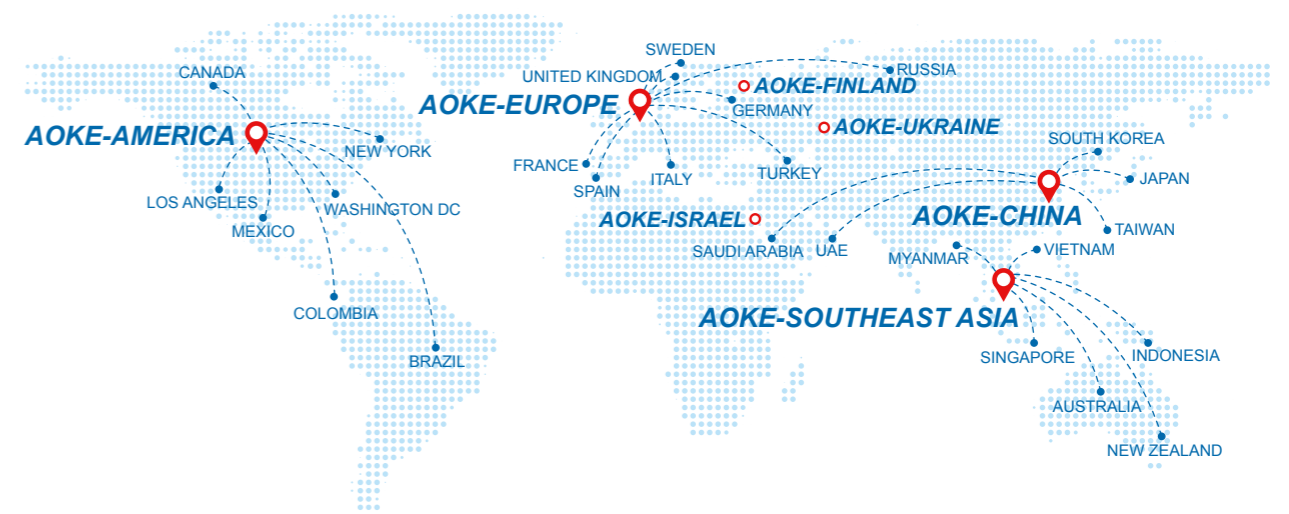 SWEDEN
CANADA
UNITED KINGDOM
RUSSIA
AOKE-FINLAND
AOKE-EUROPE
GERMANY
AOKE-AMERICA
AOKE-UKRAINE
NEW YORK
SOUTH KOREA
FRANCE
SPAIN
ITALY
TURKEY
JAPAN
LOS ANGELES
WASHINGTON DC
AOKE-ISRAEL
AOKE-CHINA
MEXICO
TAIWAN
SAUDI ARABIA
UAE
MYANMAR
VIETNAM
COLOMBIA
AOKE-SOUTHEAST ASIA
BRAZIL
SINGAPORE
INDONESIA
AUSTRALIA
NEW ZEALAND